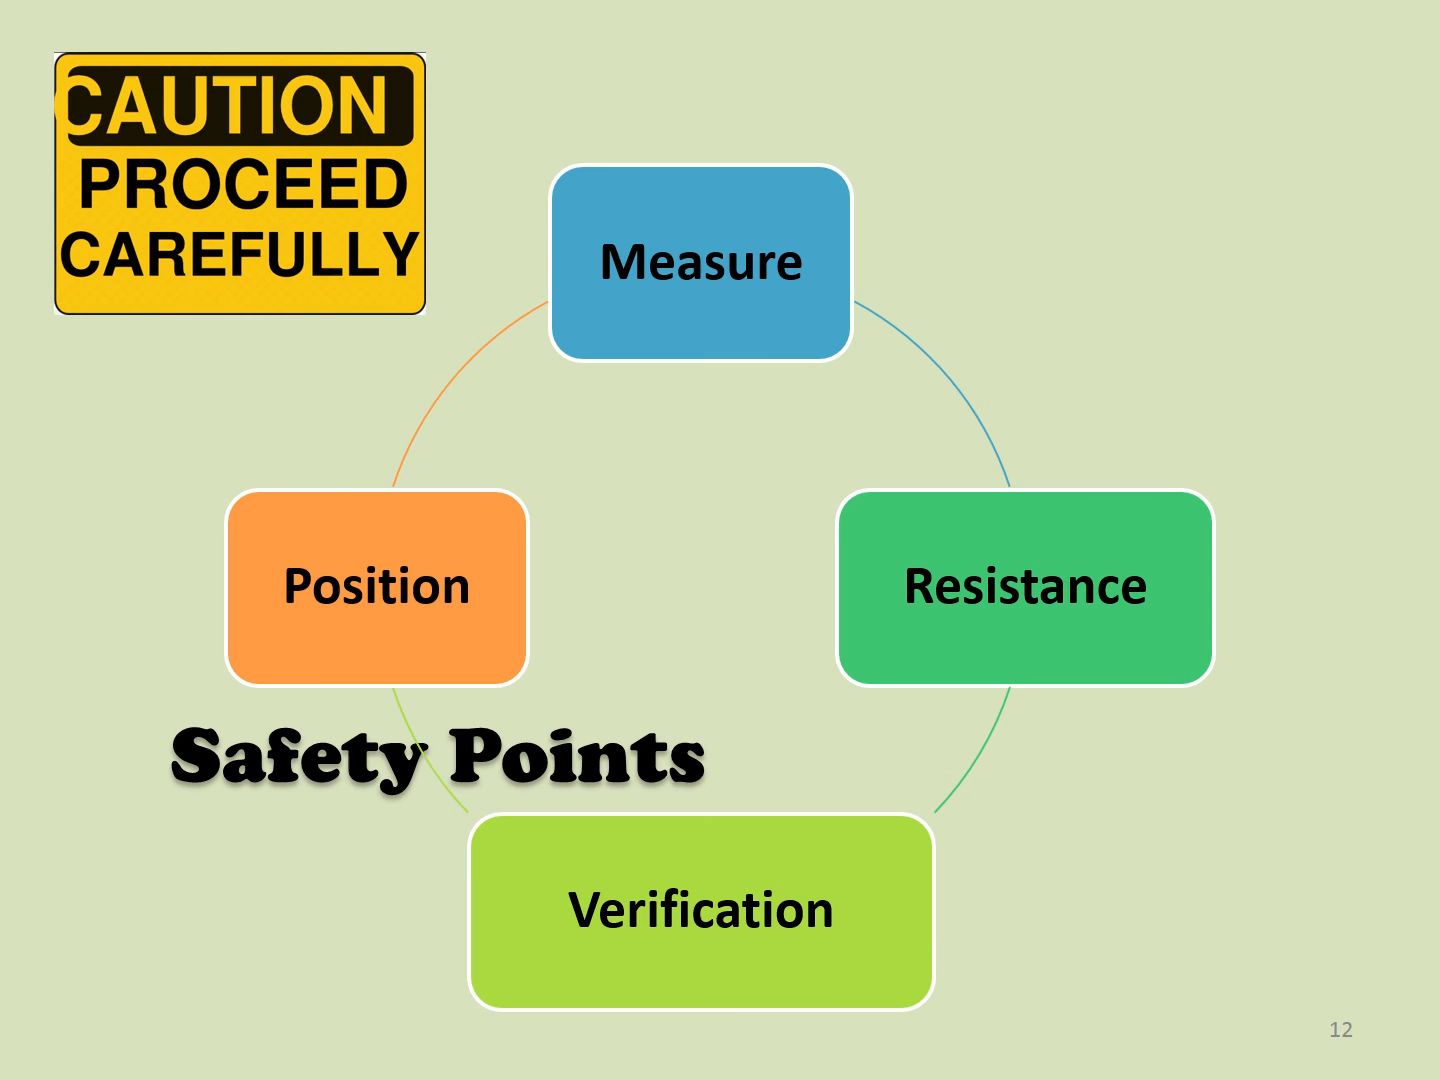 CAUTION
PROCEED
CAREFULLY
Measure
Position
Resistance
Safety Points
Verification
12